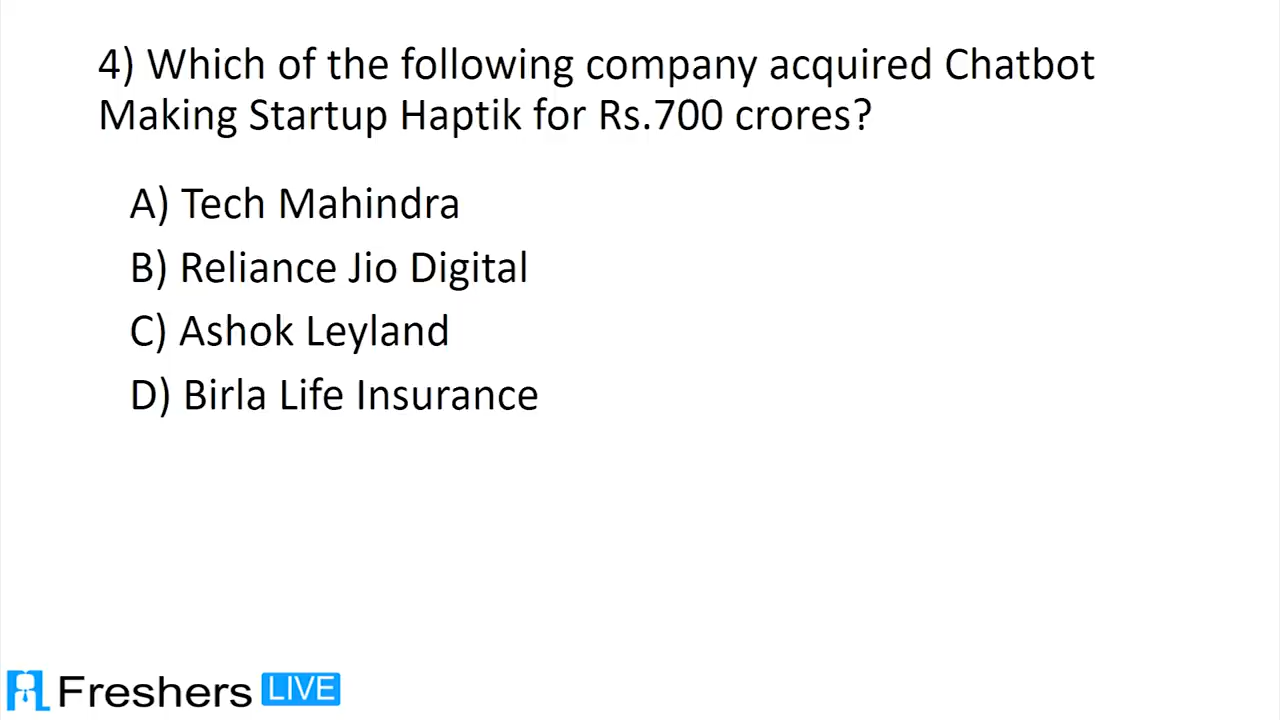 4) Which of the following company acquired Chatbot
Making Startup Haptik for Rs.700 crores?
A) Tech Mahindra
B) Reliance Jio Digital
C) Ashok Leyland
D) Birla Life Insurance
Freshers LIVE